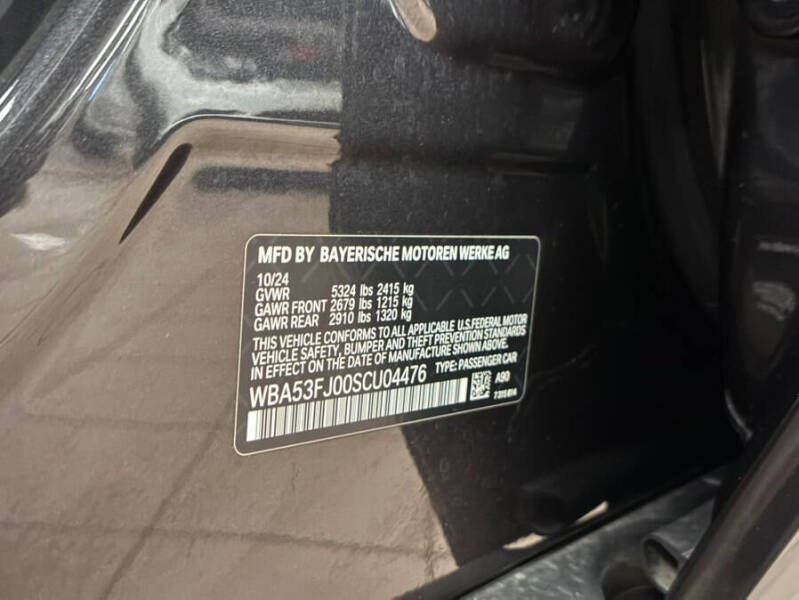 MFD BY BAYERISCHE MOTOREN WERKE AG
10/24
GVWR 5324 lbs 2415 kg
GAWR FRONT 2679 lbs 1215 kg
GAWR REAR 2910 lbs 1320 kg
THIS VEHICLE CONFORMS TO ALL APPLICABLE U.S.FEDERAL MOTOR
VEHICLE SAFETY, BUMPER AND THEFT PREVENTION STANDARDS
IN EFFECT ON THE DATE OF MANUFACTURE SHOWN ABOVE.
WBA53FJ00SCU04476 TYPE: PASSENGER CAR
A90
7315814